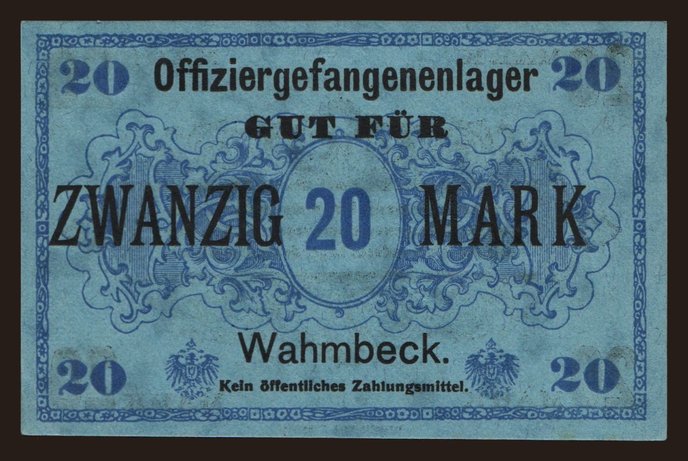 20 Offiziergefangenenlager 20
GUT FÜR
ZWANZIG 20 MARK
Wahmbeck.
20 Kein öffentliches Zahlungsmittel. 20